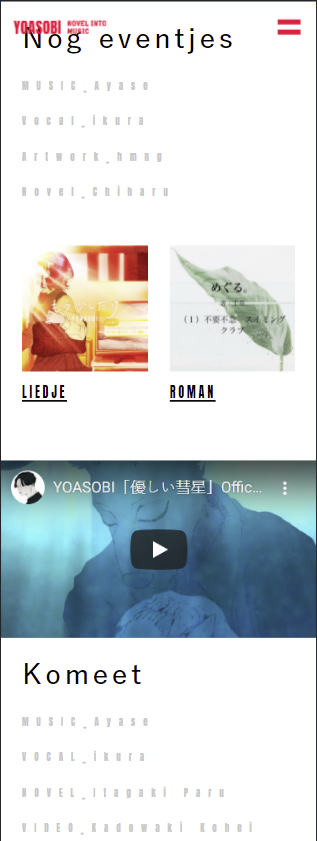 YOASOBI NOVEL INTO MUSIC
Nog eventjes
MUSIC_Ayase
Vocal_ikura
Artwork_hmng
Novel_Chiharu
めぐる。
(1) 不要不急 スイミング
クラブ
LIEDJE
ROMAN
YOASOBI「優しい彗星」Offic...
Komeet
MUSIC_Ayase
VOCAL_ikura
NOVEL_Itagaki Paru
VIDEO_Kadowaki Kohei